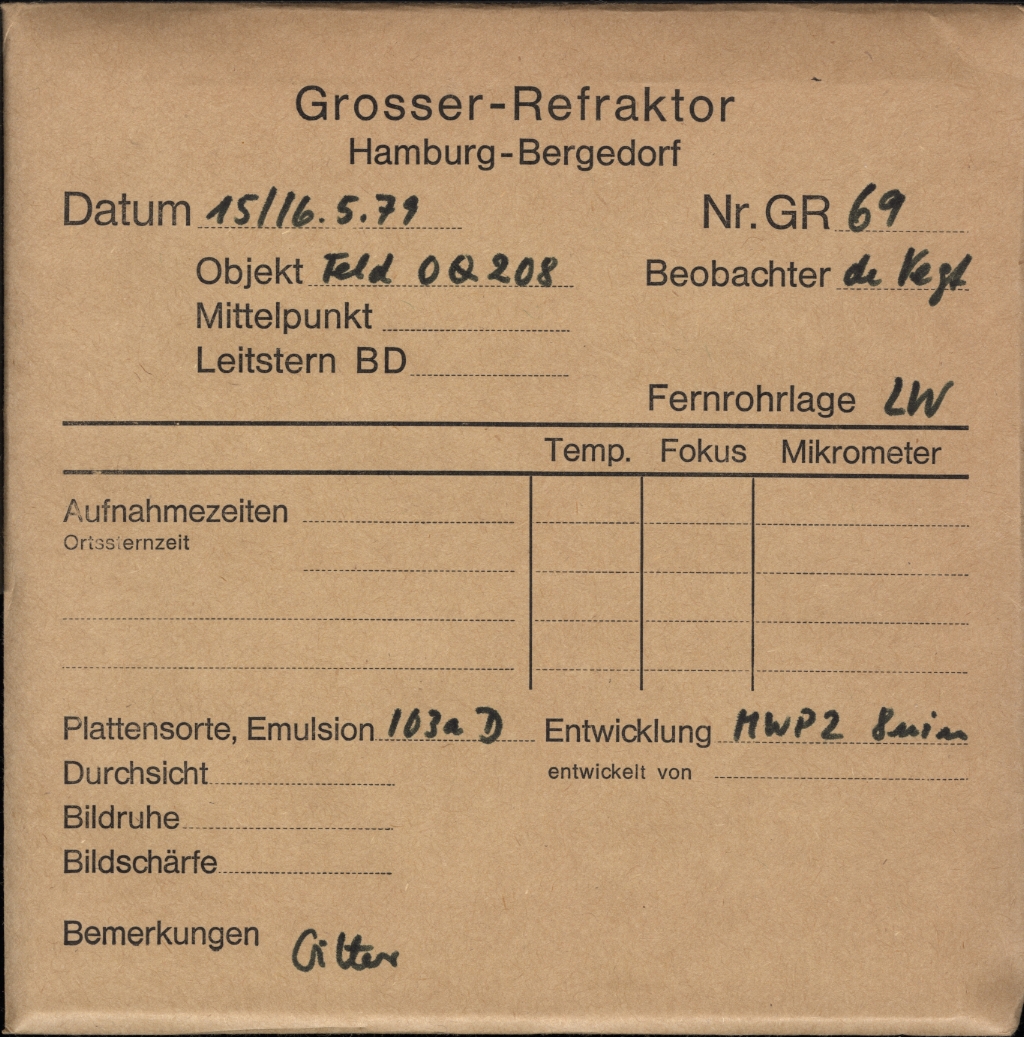 Grosser-Refraktor
Hamburg-Bergedorf
Datum 15/16.5.79 Nr. GR 69
Objekt Feld OQ 208 Beobachter de Vegt
Mittelpunkt
Leitstern BD
Fernrohrlage LW
Temp. Fokus Mikrometer
Aufnahmezeiten
Ortssternzeit
Plattensorte, Emulsion 103a D Entwicklung MWP2 8min
Durchsicht entwickelt von
Bildruhe
Bildschärfe
Bemerkungen Gitter